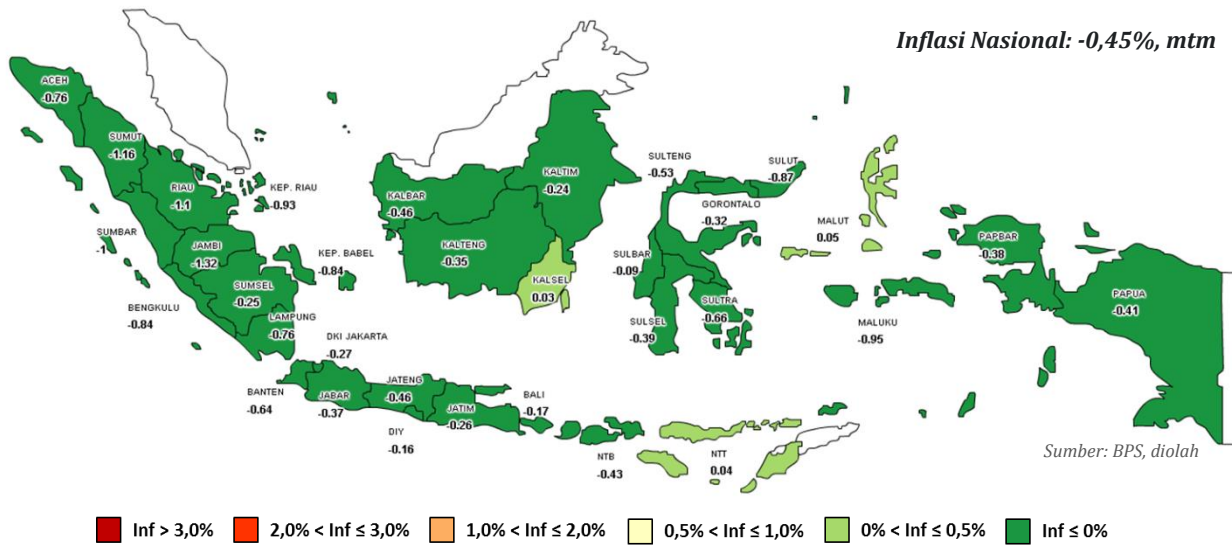 Inflasi Nasional: -0,45%, mtm
ACEH
-0.76
SUMUT
-1.16
RIAU
-1.1
KEP. RIAU
-0.93
SUMBAR
-1
JAMBI
-1.32
KEP. BABEL
-0.84
SUMSEL
-0.25
BENGKULU
-0.84
LAMPUNG
-0.76
DKI JAKARTA
-0.27
BANTEN
-0.64
JABAR
-0.37
JATENG
-0.46
DIY
-0.16
JATIM
-0.26
BALI
-0.17
NTB
-0.43
NTT
0.04
KALBAR
-0.46
KALTENG
-0.35
KALTIM
-0.24
KALSEL
0.03
SULTENG
-0.53
SULUT
-0.87
GORONTALO
-0.32
SULBAR
-0.09
SULSEL
-0.39
SULTRA
-0.66
MALUT
0.05
MALUKU
-0.95
PAPBAR
-0.38
PAPUA
-0.41
Sumber: BPS, diolah
Inf > 3,0%
2,0% < Inf ≤ 3,0%
1,0% < Inf ≤ 2,0%
0,5% < Inf ≤ 1,0%
0% < Inf ≤ 0,5%
Inf ≤ 0%